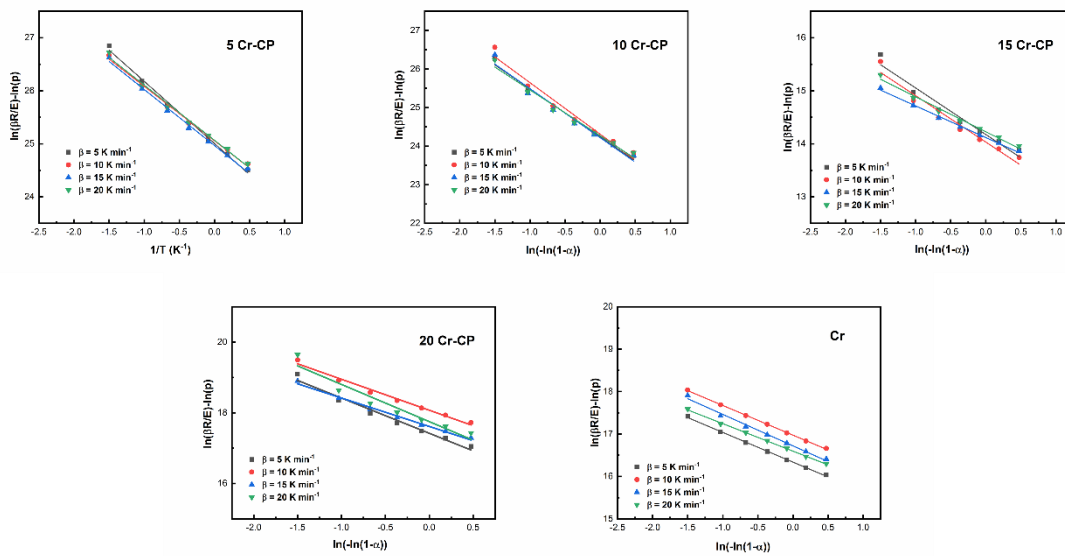 5 Cr-CP
27
26
25
24
ln(βR/E)-ln(p)
β = 5 K min⁻¹
β = 10 K min⁻¹
β = 15 K min⁻¹
β = 20 K min⁻¹
-2.5 -2.0 -1.5 -1.0 -0.5 0.0 0.5 1.0
1/T (K⁻¹)
10 Cr-CP
27
26
25
24
23
22
ln(βR/E)-ln(p)
β = 5 K min⁻¹
β = 10 K min⁻¹
β = 15 K min⁻¹
β = 20 K min⁻¹
-2.5 -2.0 -1.5 -1.0 -0.5 0.0 0.5 1.0
ln(-ln(1-α))
15 Cr-CP
16
15
14
13
ln(βR/E)-ln(p)
β = 5 K min⁻¹
β = 10 K min⁻¹
β = 15 K min⁻¹
β = 20 K min⁻¹
-2.5 -2.0 -1.5 -1.0 -0.5 0.0 0.5 1.0
ln(-ln(1-α))
20 Cr-CP
20
18
16
ln(βR/E)-ln(p)
β = 5 K min⁻¹
β = 10 K min⁻¹
β = 15 K min⁻¹
β = 20 K min⁻¹
-2.0 -1.5 -1.0 -0.5 0.0 0.5 1.0
ln(-ln(1-α))
Cr
20
19
18
17
16
15
ln(βR/E)-ln(p)
β = 5 K min⁻¹
β = 10 K min⁻¹
β = 15 K min⁻¹
β = 20 K min⁻¹
-2.5 -2.0 -1.5 -1.0 -0.5 0.0 0.5 1.0
ln(-ln(1-α))